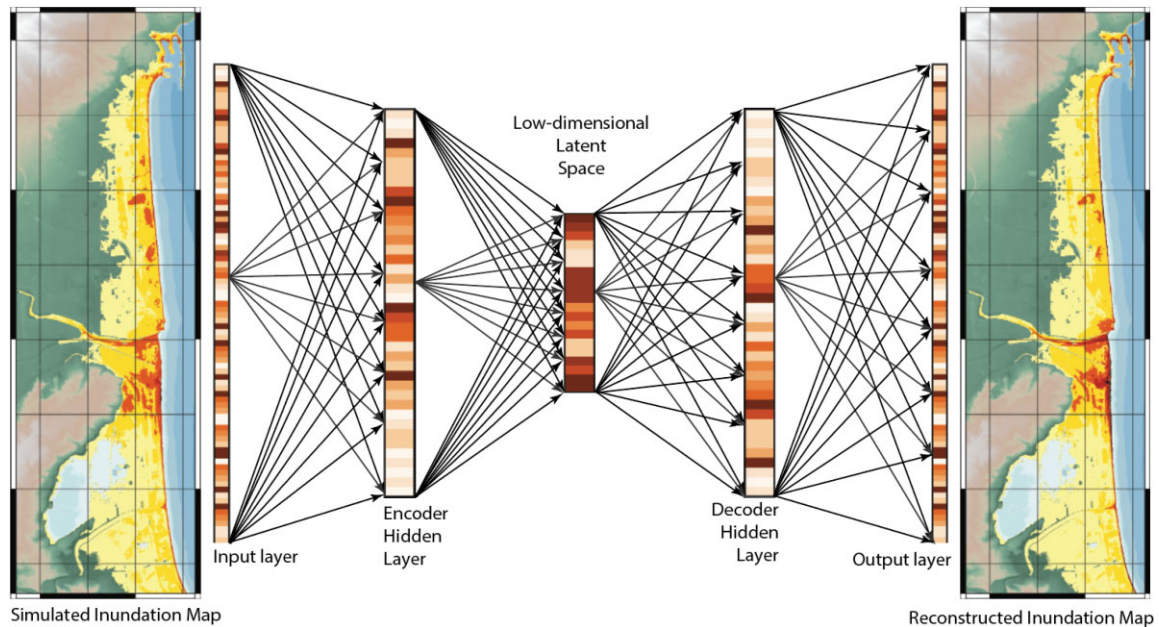 Low-dimensional
Latent
Space
Input layer
Encoder
Hidden
Layer
Decoder
Hidden
Layer
Output layer
Simulated Inundation Map
Reconstructed Inundation Map